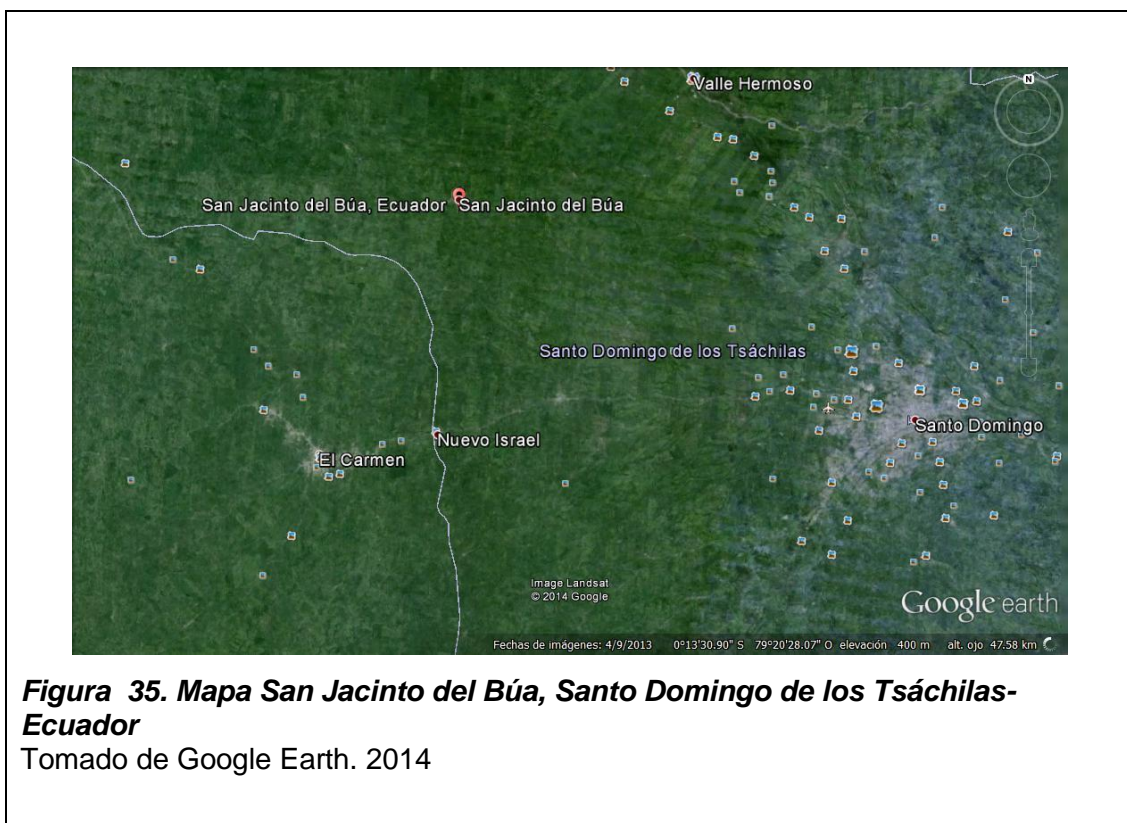 Valle Hermoso
N
San Jacinto del Búa, Ecuador San Jacinto del Búa
Santo Domingo de los Tsáchilas
Santo Domingo
Nuevo Israel
El Carmen
Image Landsat
© 2014 Google
Google earth
Fechas de imágenes: 4/9/2013 0°13'30.90" S 79°20'28.07" O elevación 400 m alt. ojo 47.58 km
Figura 35. Mapa San Jacinto del Búa, Santo Domingo de los Tsáchilas-
Ecuador
Tomado de Google Earth. 2014